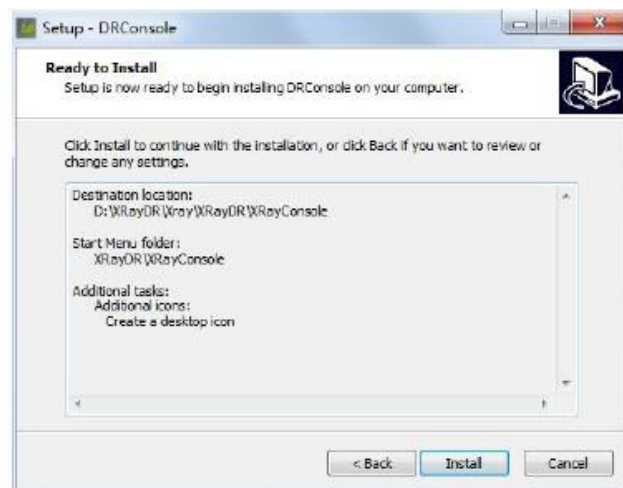 Setup - DRConsole
Ready to Install
Setup is now ready to begin installing DRConsole on your computer.
Click Install to continue with the installation, or click Back if you want to review or
change any settings.
Destination location:
D:\XRayDR\Xray\XRayDR\XRayConsole
Start Menu folder:
XRayDR\XRayConsole
Additional tasks:
Additional icons:
Create a desktop icon
< Back
Install
Cancel